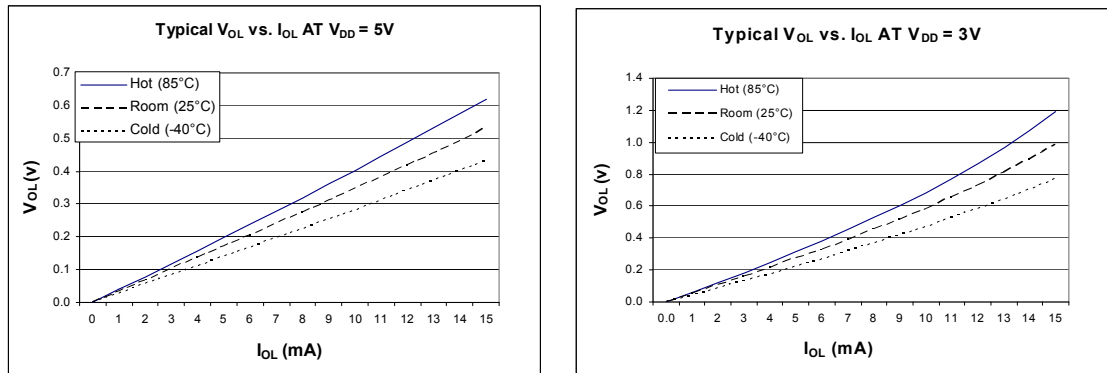 Typical VOL vs. IOL AT VDD = 5V
0.7
0.6
0.5
0.4
0.3
0.2
0.1
0.0
Hot (85°C)
Room (25°C)
Cold (-40°C)
VOL (v)
0 1 2 3 4 5 6 7 8 9 10 11 12 13 14 15
IOL (mA)
Typical VOL vs. IOL AT VDD = 3V
1.4
1.2
1.0
0.8
0.6
0.4
0.2
0.0
Hot (85°C)
Room (25°C)
Cold (-40°C)
VOL (v)
0.0 1 2 3 4 5 6 7 8 9 10 11 12 13 14 15
IOL (mA)